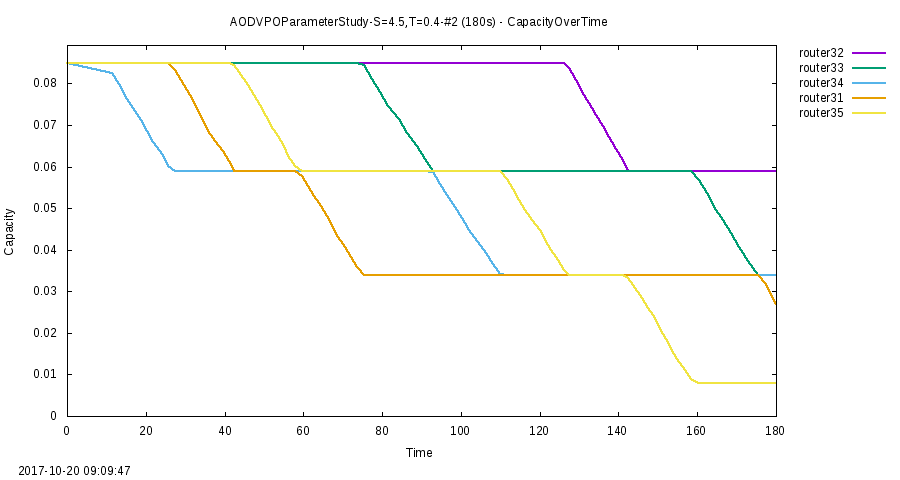 AODVPOParameterStudy-S=4.5,T=0.4-#2 (180s) - CapacityOverTime
router32
router33
router34
router31
router35
0.08
0.07
0.06
0.05
0.04
0.03
0.02
0.01
0
Capacity
0 20 40 60 80 100 120 140 160 180
Time
2017-10-20 09:09:47